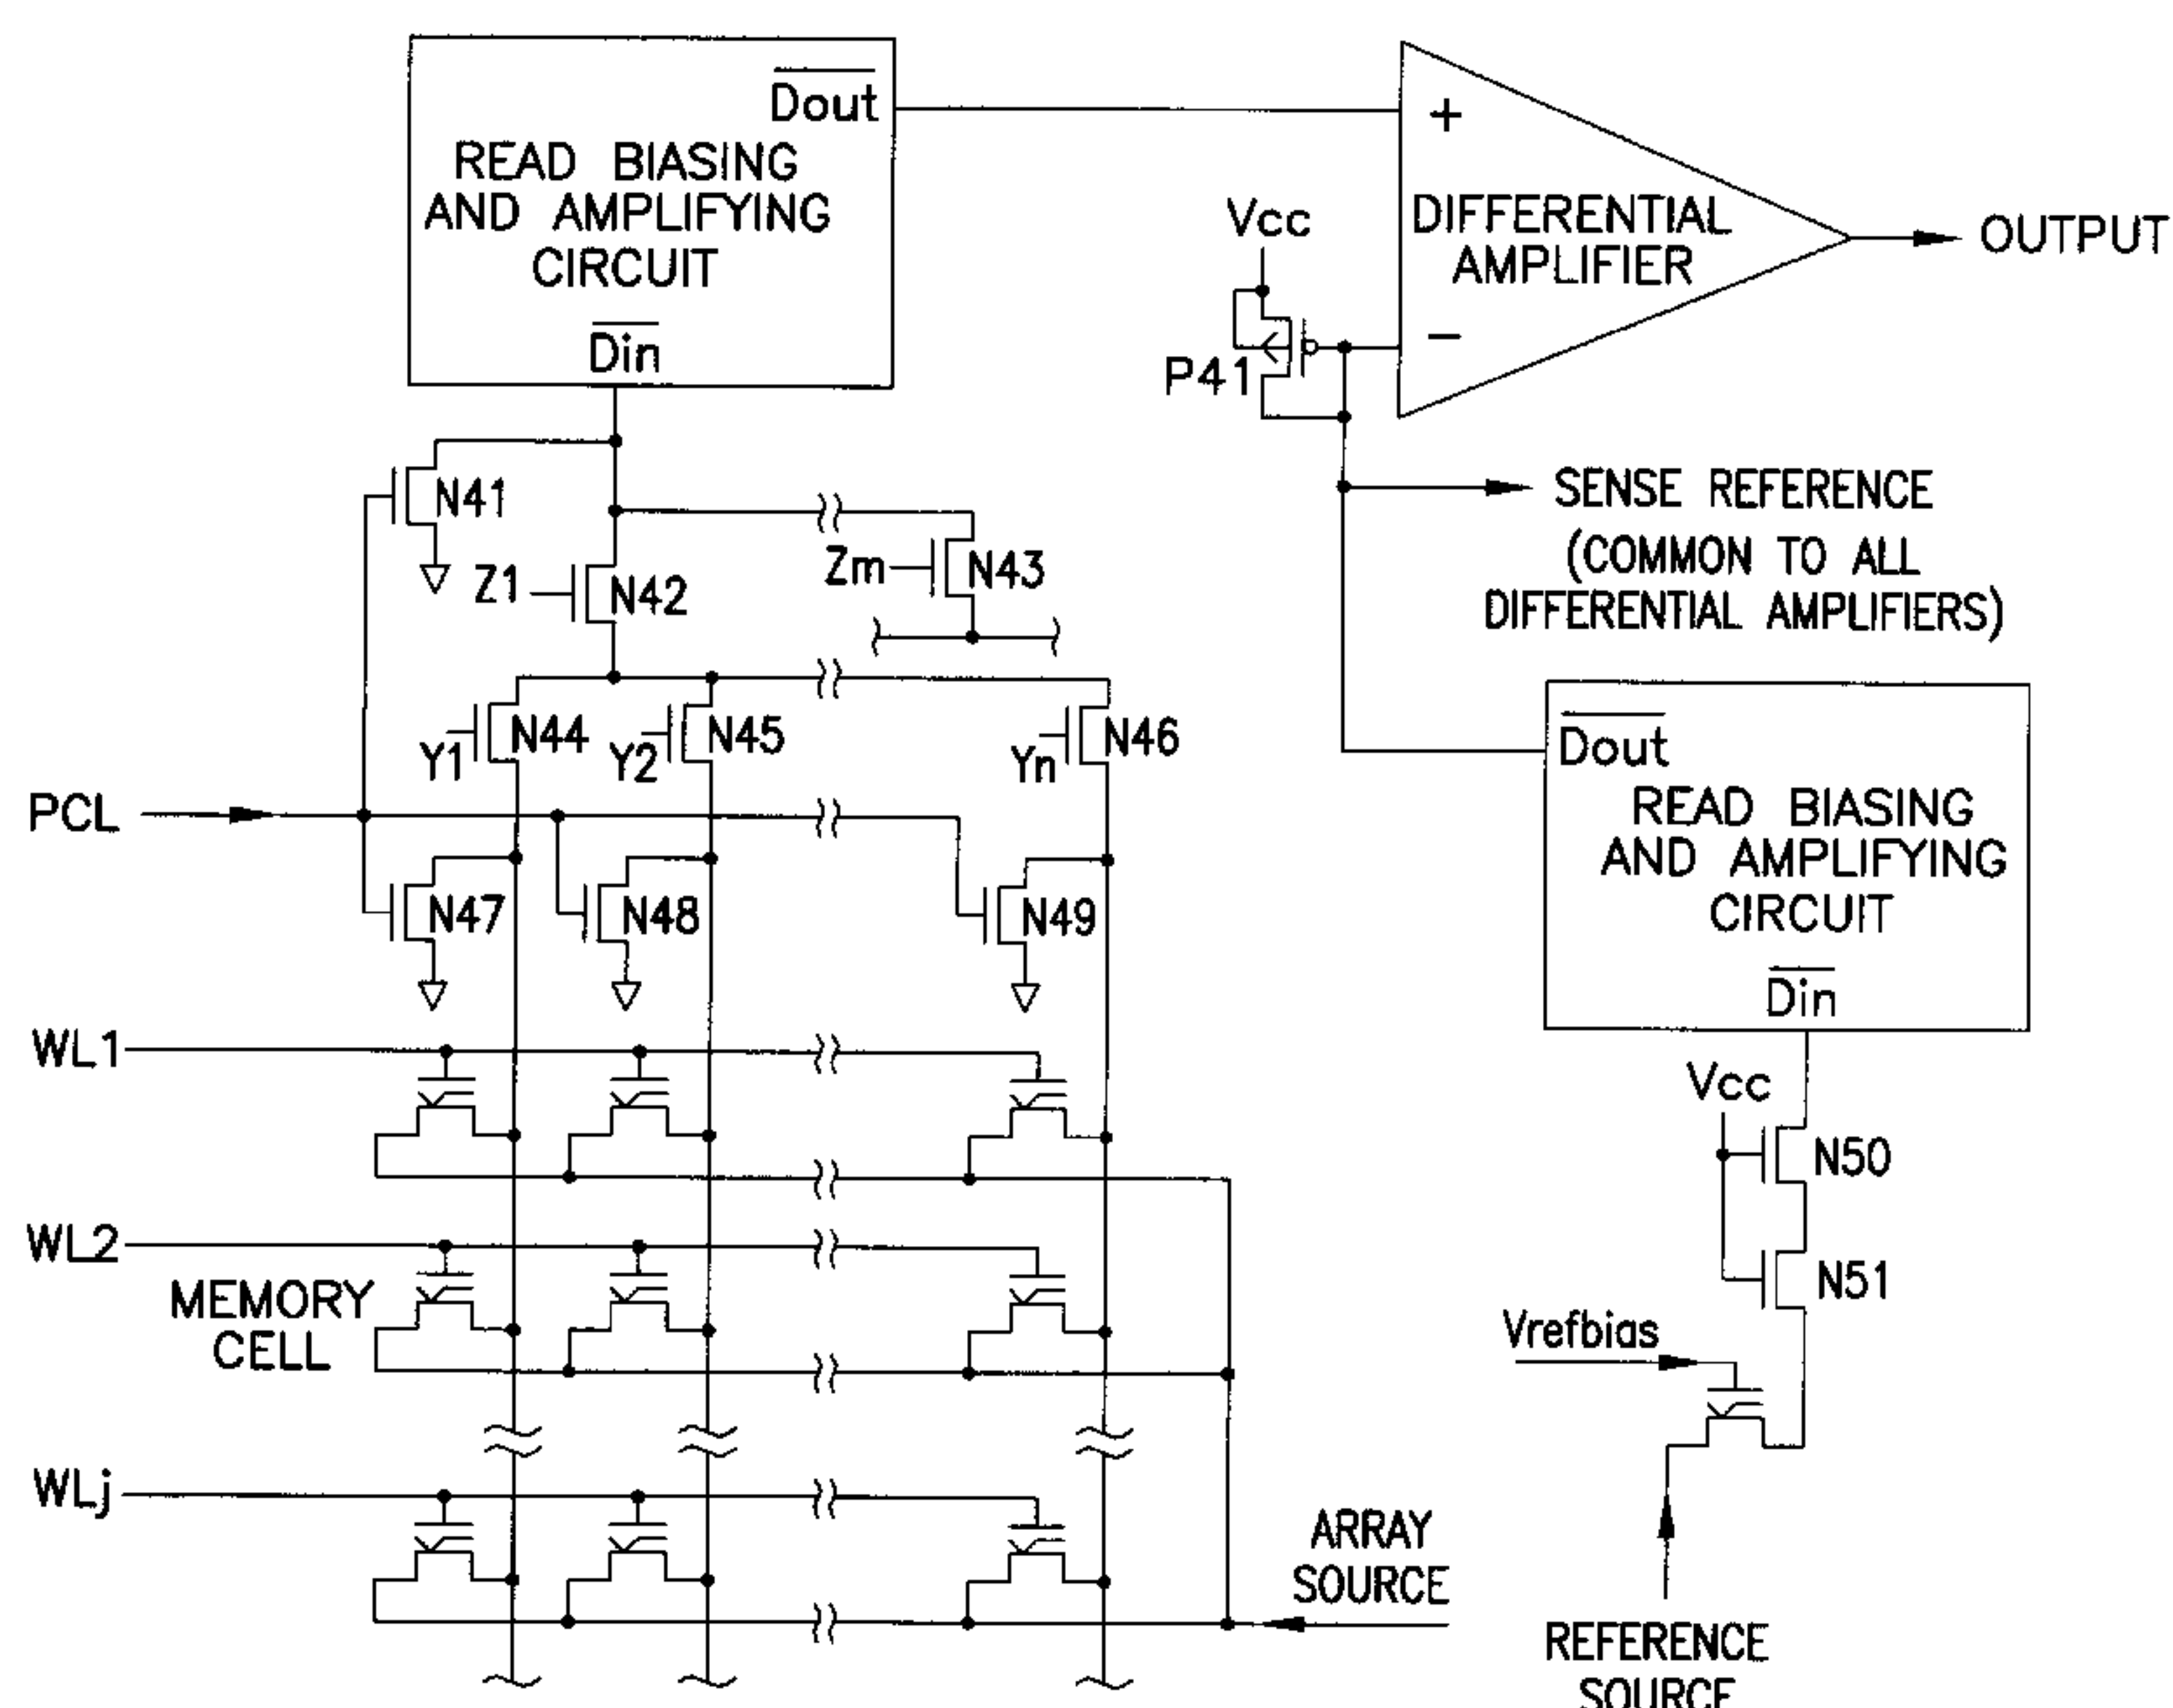 Dout
READ BIASING
AND AMPLIFYING
CIRCUIT
Din
+
DIFFERENTIAL
AMPLIFIER
−
OUTPUT
Vcc
P41
N41
Z1
N42
Zm
N43
SENSE REFERENCE
(COMMON TO ALL
DIFFERENTIAL AMPLIFIERS)
Y1
N44
Y2
N45
Yn
N46
PCL
N47
N48
N49
Dout
READ BIASING
AND AMPLIFYING
CIRCUIT
Din
WL1
Vcc
N50
N51
WL2
MEMORY
CELL
Vrefbias
WLj
ARRAY
SOURCE
REFERENCE
SOURCE